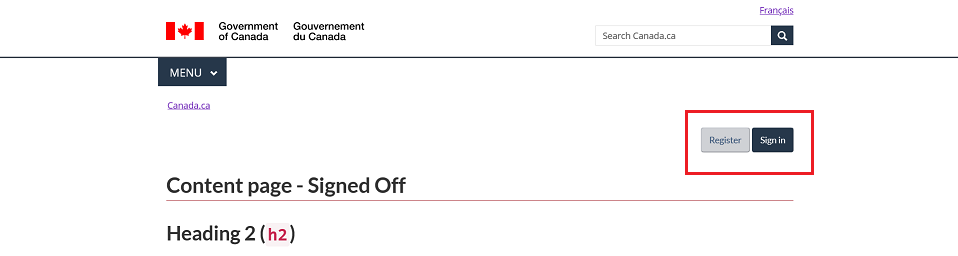 Français
Government of Canada
Gouvernement du Canada
Search Canada.ca
MENU
Canada.ca
Register
Sign in
Content page - Signed Off
Heading 2 (h2)